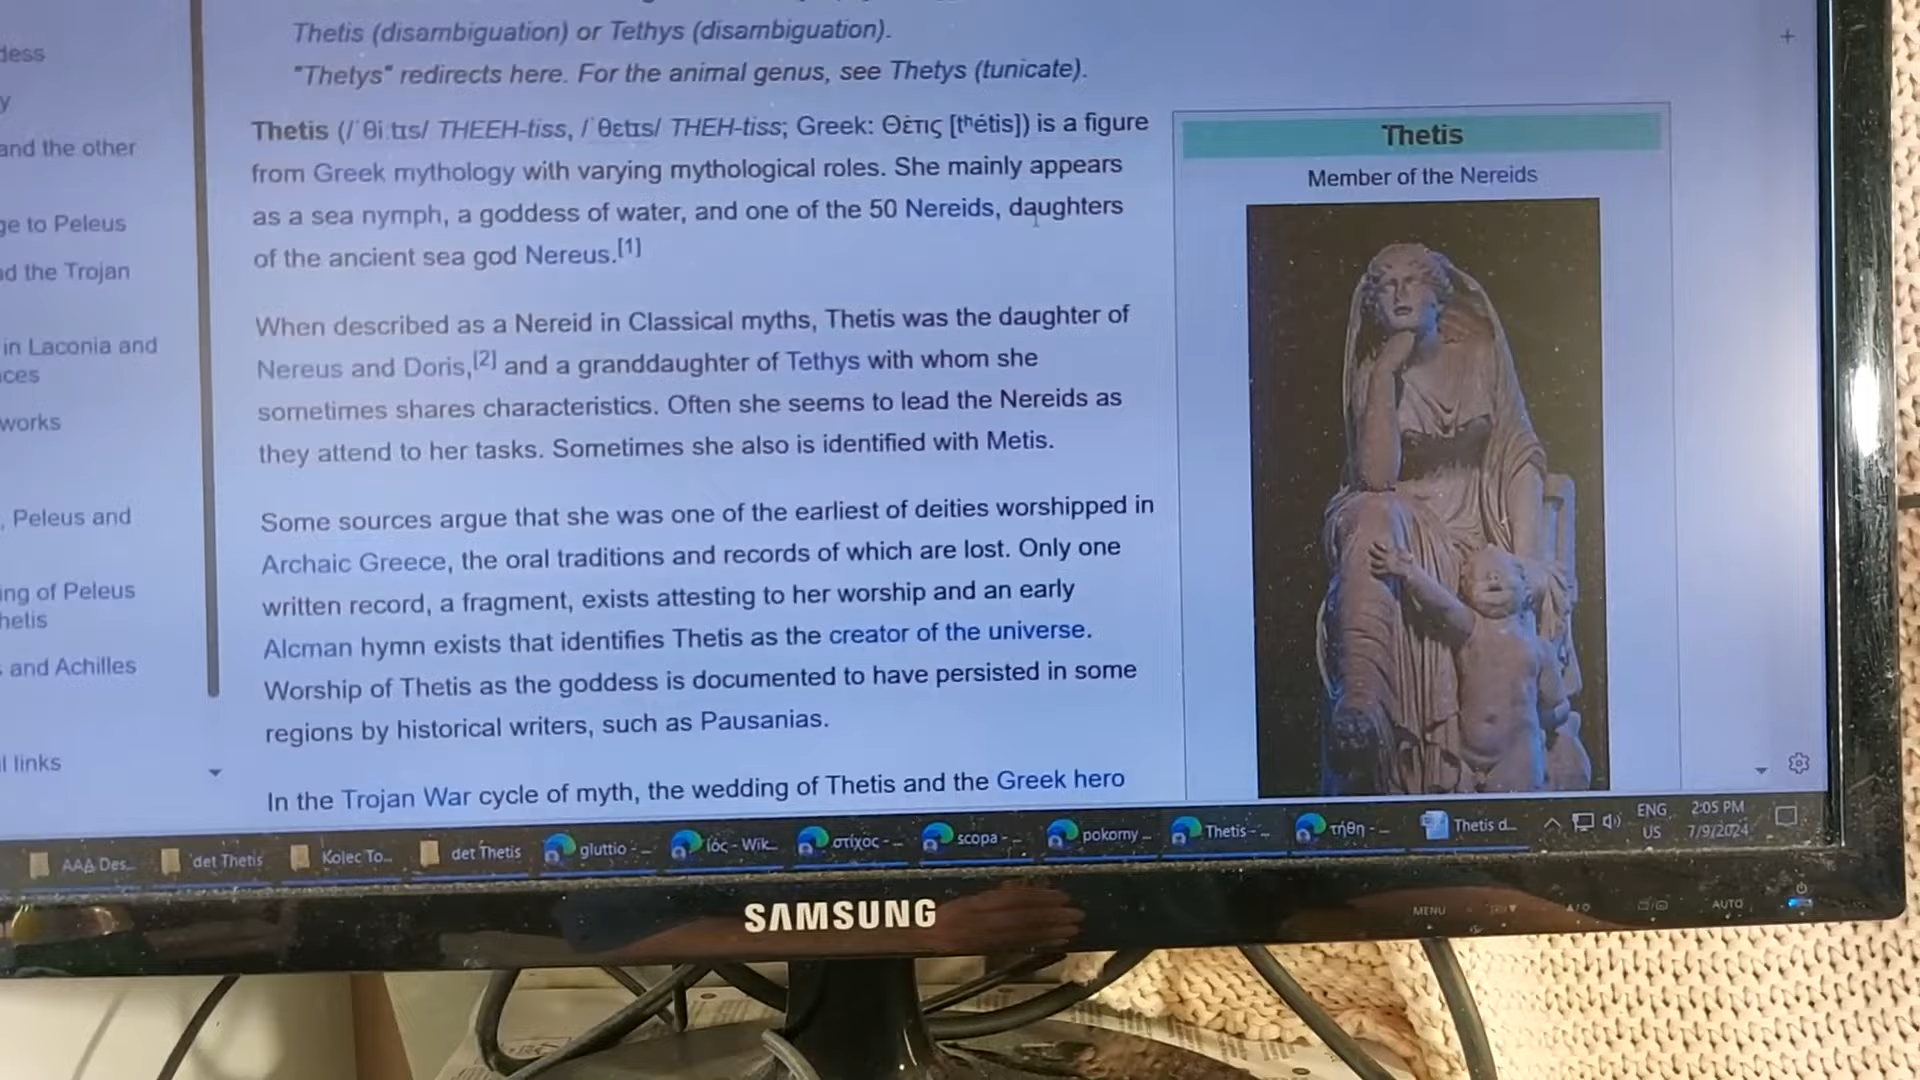 Thetis (disambiguation) or Tethys (disambiguation).
"Thetys" redirects here. For the animal genus, see Thetys (tunicate).
Thetis (/ˈθiːtɪs/ THEEH-tiss, /ˈθɛtɪs/ THEH-tiss; Greek: Θέτις [tʰétis]) is a figure
from Greek mythology with varying mythological roles. She mainly appears
as a sea nymph, a goddess of water, and one of the 50 Nereids, daughters
of the ancient sea god Nereus.[1]
When described as a Nereid in Classical myths, Thetis was the daughter of
Nereus and Doris,[2] and a granddaughter of Tethys with whom she
sometimes shares characteristics. Often she seems to lead the Nereids as
they attend to her tasks. Sometimes she also is identified with Metis.
Some sources argue that she was one of the earliest of deities worshipped in
Archaic Greece, the oral traditions and records of which are lost. Only one
written record, a fragment, exists attesting to her worship and an early
Alcman hymn exists that identifies Thetis as the creator of the universe.
Worship of Thetis as the goddess is documented to have persisted in some
regions by historical writers, such as Pausanias.
In the Trojan War cycle of myth, the wedding of Thetis and the Greek hero
Thetis
Member of the Nereids
dess
y
and the other
ge to Peleus
nd the Trojan
in Laconia and
ces
works
, Peleus and
ing of Peleus
hetis
s and Achilles
l links
AAA Des...
det Thetis
Kolec To...
det Thetis
gluttio - ...
ἰός - Wik...
στίχος - ...
scopa - ...
pokorny ...
Thetis - ...
τήθη - ...
Thetis d...
ENG
US
2:05 PM
7/9/2024
SAMSUNG
MENU
AUTO